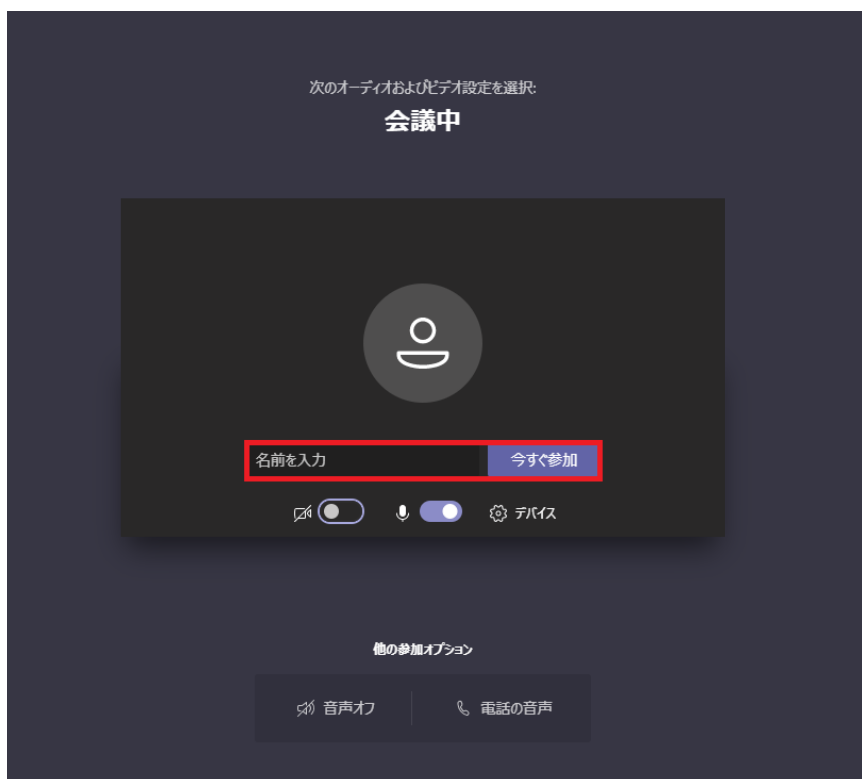 次のオーディオおよびビデオ設定を選択:
会議中
名前を入力 今すぐ参加
デバイス
他の参加オプション
音声オフ 電話の音声